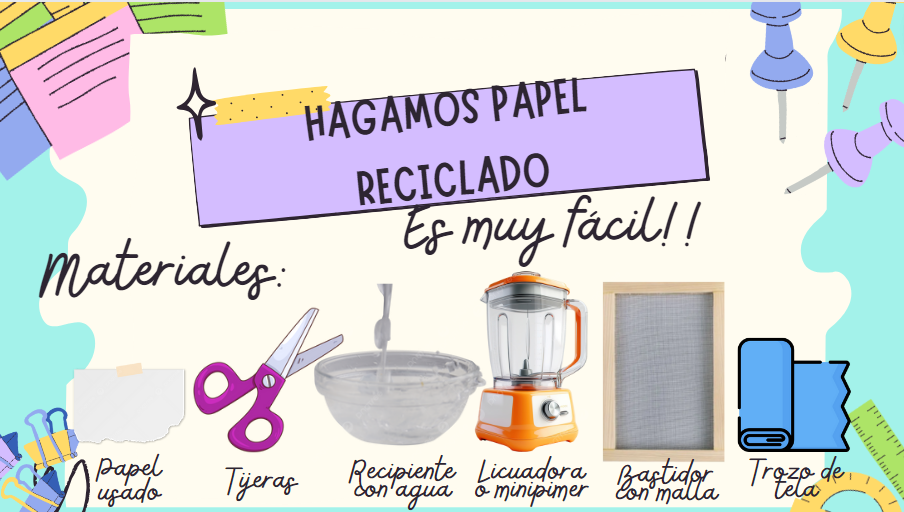 HAGAMOS PAPEL
RECICLADO
Es muy fácil!!
Materiales:
Papel
usado
Tijeras
Recipiente
con agua
Licuadora
o minipimer
Bastidor
con malla
Trozo de
tela